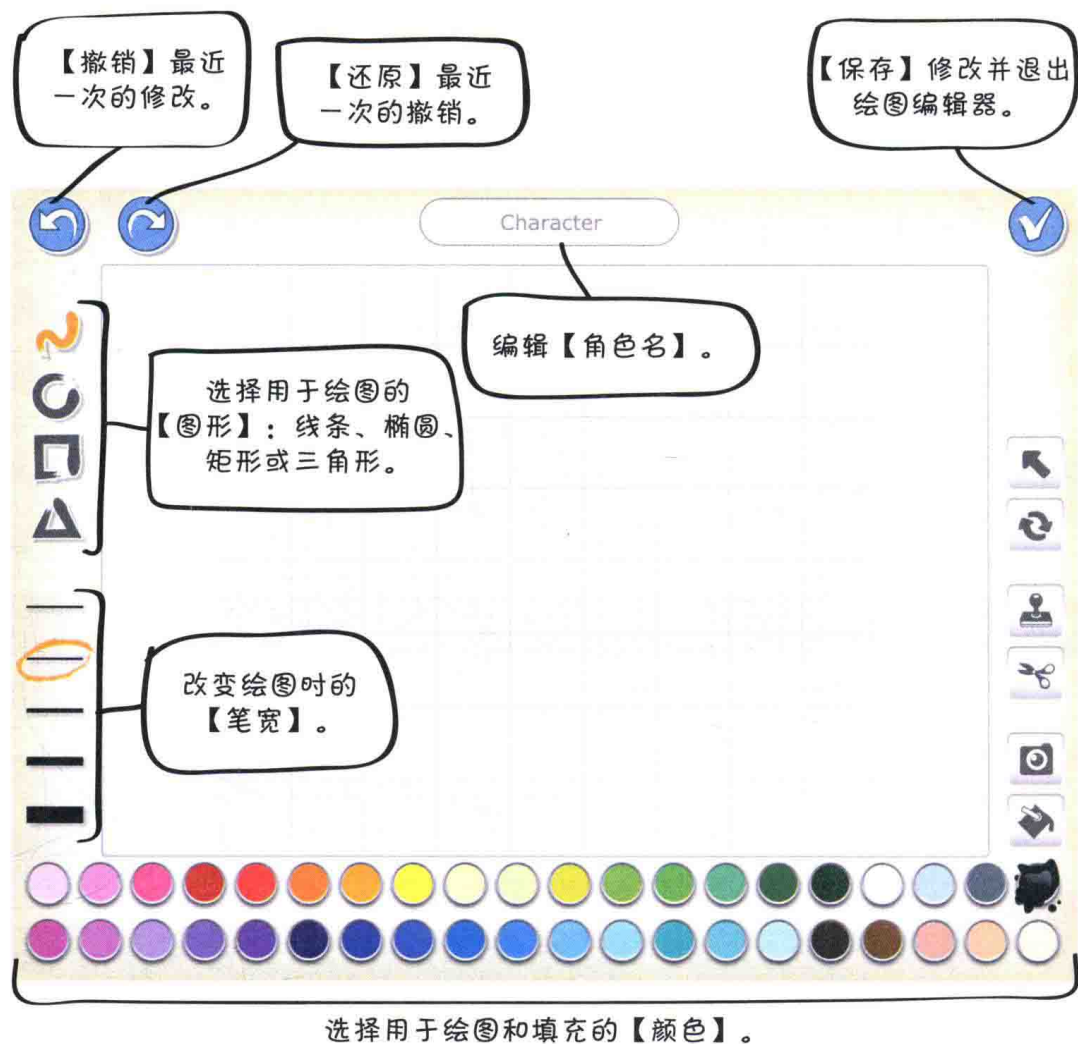 【撤销】最近
一次的修改。
【还原】最近
一次的撤销。
【保存】修改并退出
绘图编辑器。
Character
编辑【角色名】。
选择用于绘图的
【图形】：线条、椭圆、
矩形或三角形。
改变绘图时的
【笔宽】。
选择用于绘图和填充的【颜色】。